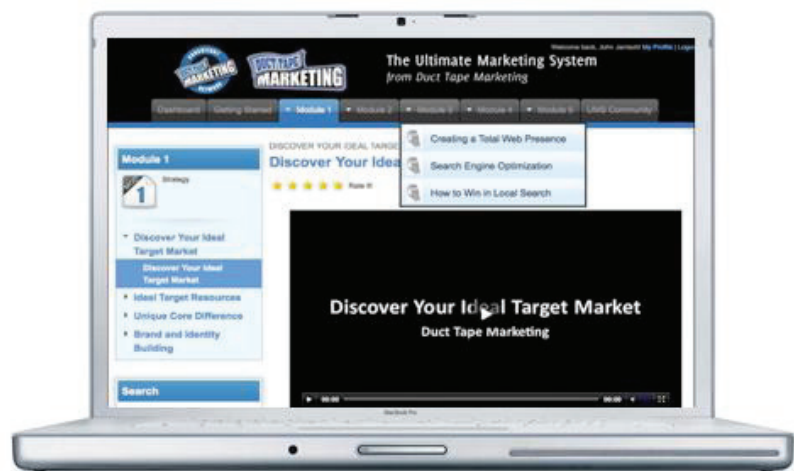 Welcome back, John Jantsch! My Profile | Logout
DUCT TAPE
MARKETING
NETWORK
DUCT TAPE
MARKETING
The Ultimate Marketing System
from Duct Tape Marketing
Dashboard Getting Started Module 1 Module 2 Module 3 Module 4 Module 5 UMS Community
Creating a Total Web Presence
Search Engine Optimization
How to Win in Local Search
Module 1
Strategy
1
Discover Your Ideal
Target Market
Discover Your Ideal
Target Market
Ideal Target Resources
Unique Core Difference
Brand and Identity
Building
Search
DISCOVER YOUR IDEAL TARGE
Discover Your Idea
Rate It!
Discover Your Ideal Target Market
Duct Tape Marketing
00:00 00:00
MacBook Pro